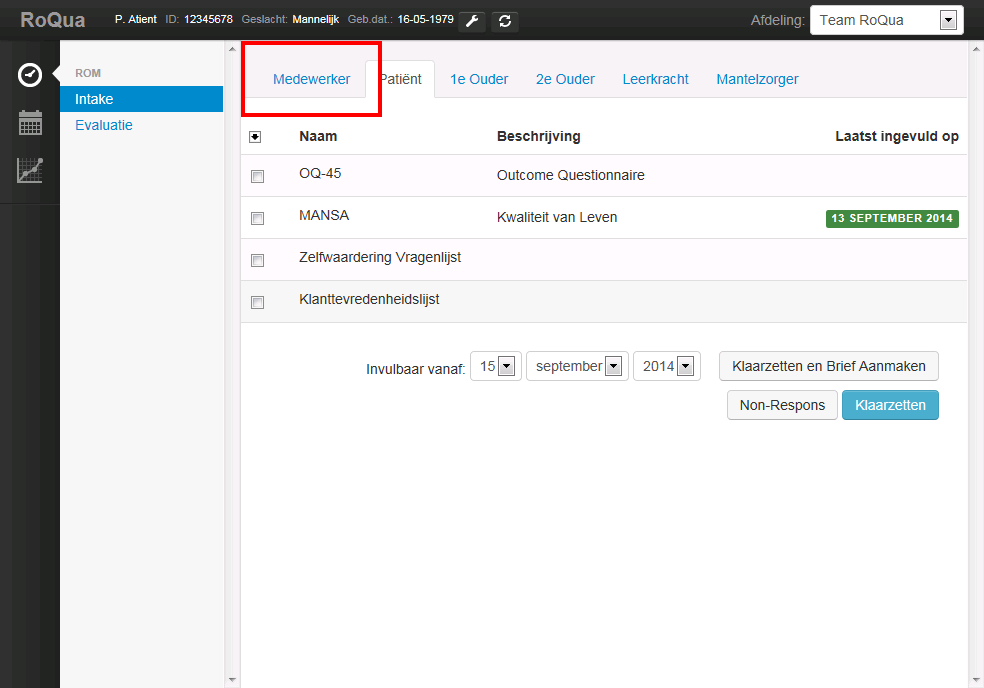 RoQua P. Atient ID: 12345678 Geslacht: Mannelijk Geb.dat.: 16-05-1979 Afdeling: Team RoQua
ROM
Intake
Evaluatie
Medewerker Patiënt 1e Ouder 2e Ouder Leerkracht Mantelzorger
Naam Beschrijving Laatst ingevuld op
OQ-45 Outcome Questionnaire
MANSA Kwaliteit van Leven 13 SEPTEMBER 2014
Zelfwaardering Vragenlijst
Klanttevredenheidslijst
Invulbaar vanaf: 15 september 2014 Klaarzetten en Brief Aanmaken
Non-Respons Klaarzetten